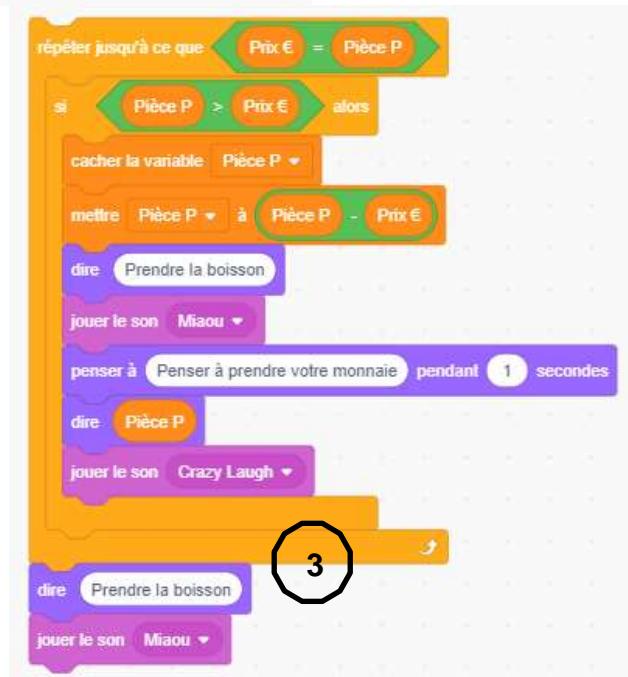 répéter jusqu'à ce que Prix € = Pièce P
si Pièce P > Prix € alors
cacher la variable Pièce P
mettre Pièce P à Pièce P - Prix €
dire Prendre la boisson
jouer le son Miaou
penser à Penser à prendre votre monnaie pendant 1 secondes
dire Pièce P
jouer le son Crazy Laugh
3
dire Prendre la boisson
jouer le son Miaou